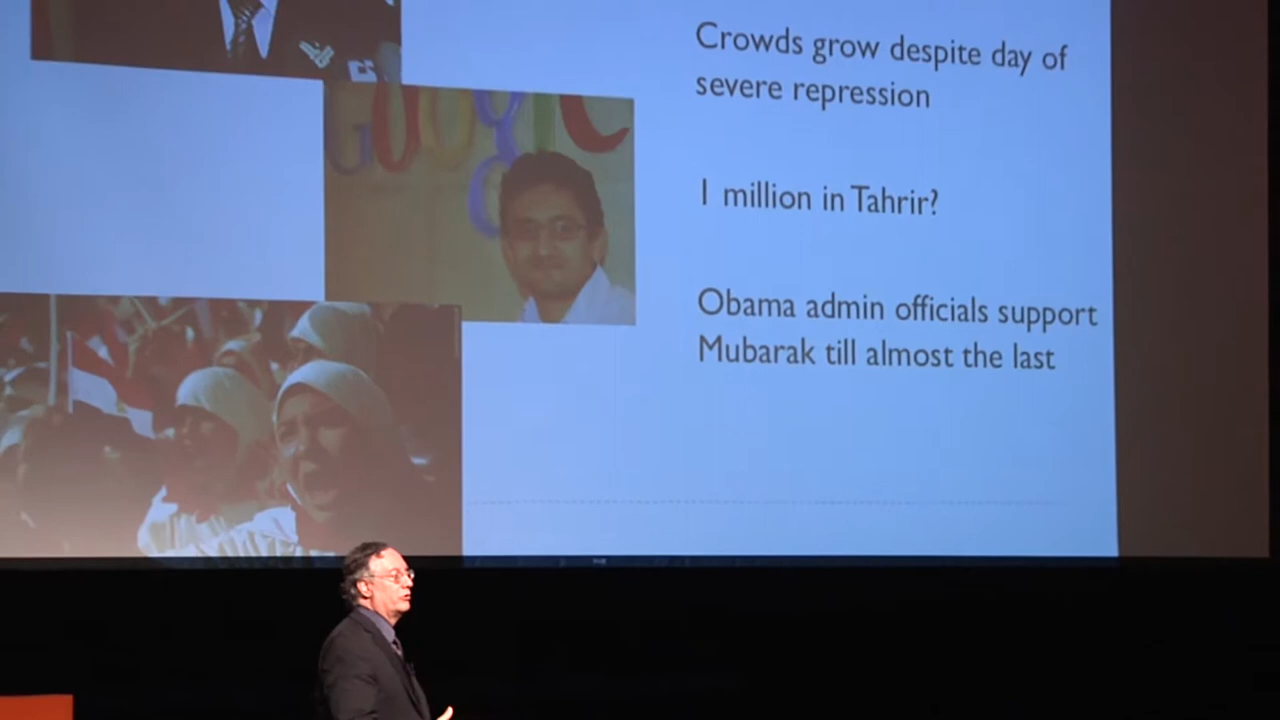 Crowds grow despite day of
severe repression
Google
1 million in Tahrir?
Obama admin officials support
Mubarak till almost the last